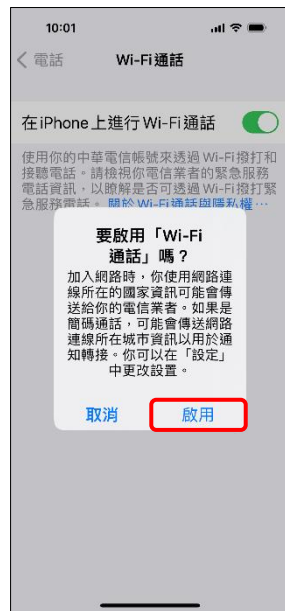 10:01
電話
Wi-Fi通話
在iPhone上進行Wi-Fi通話
使用你的中華電信帳號來透過Wi-Fi撥打和
接聽電話。請檢視你電信業者的緊急服務
電話資訊，以瞭解是否可透過Wi-Fi撥打緊
急服務電話。關於Wi-Fi通話與隱私權⋯
要啟用「Wi-Fi
通話」嗎？
加入網路時，你使用網路連
線所在的國家資訊可能會傳
送給你的電信業者。如果是
簡碼通話，可能會傳送網路
連線所在城市資訊以用於通
知轉接。你可以在「設定」
中更改設置。
取消
啟用